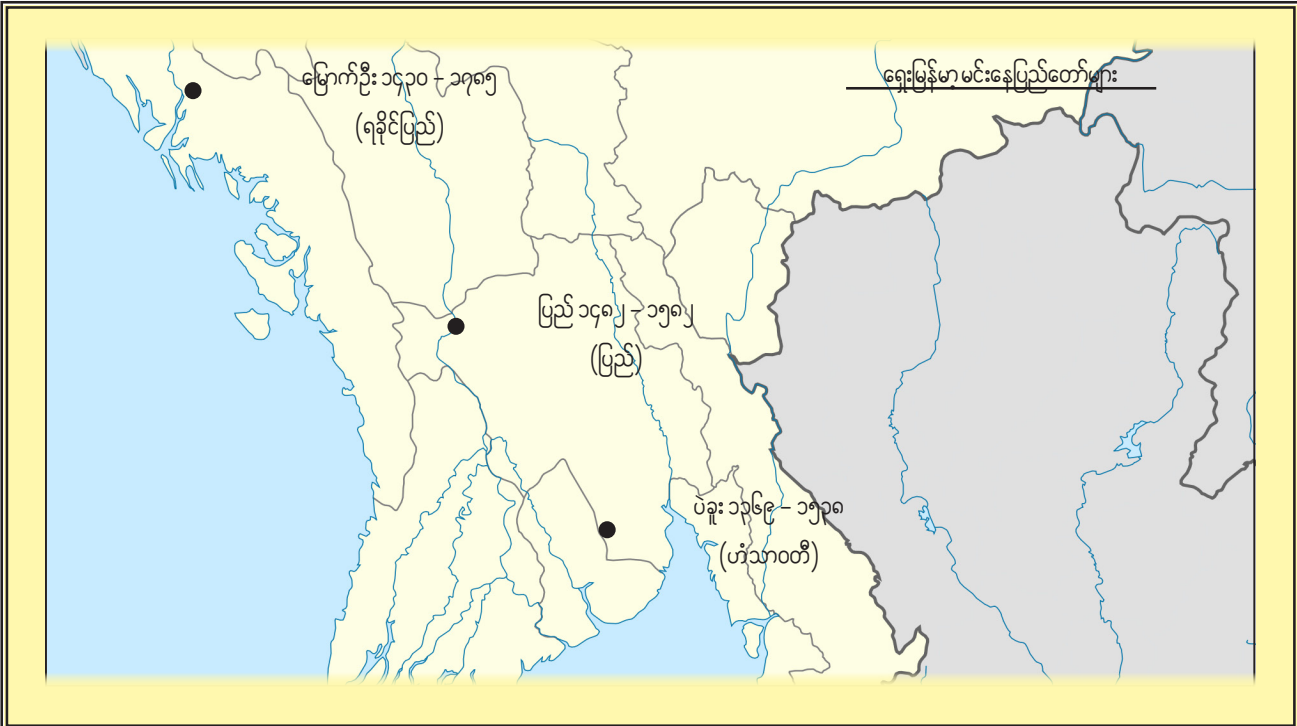 မြောက်ဦး ၁၄၃၀ – ၁၇၈၅
(ရခိုင်ပြည်)
ရှေးမြန်မာ့ မင်းနေပြည်တော်များ
ပြည် ၁၄၈၂ – ၁၅၈၂
(ပြည်)
ပဲခူး ၁၃၆၉ – ၁၅၃၈
(ဟံသာဝတီ)